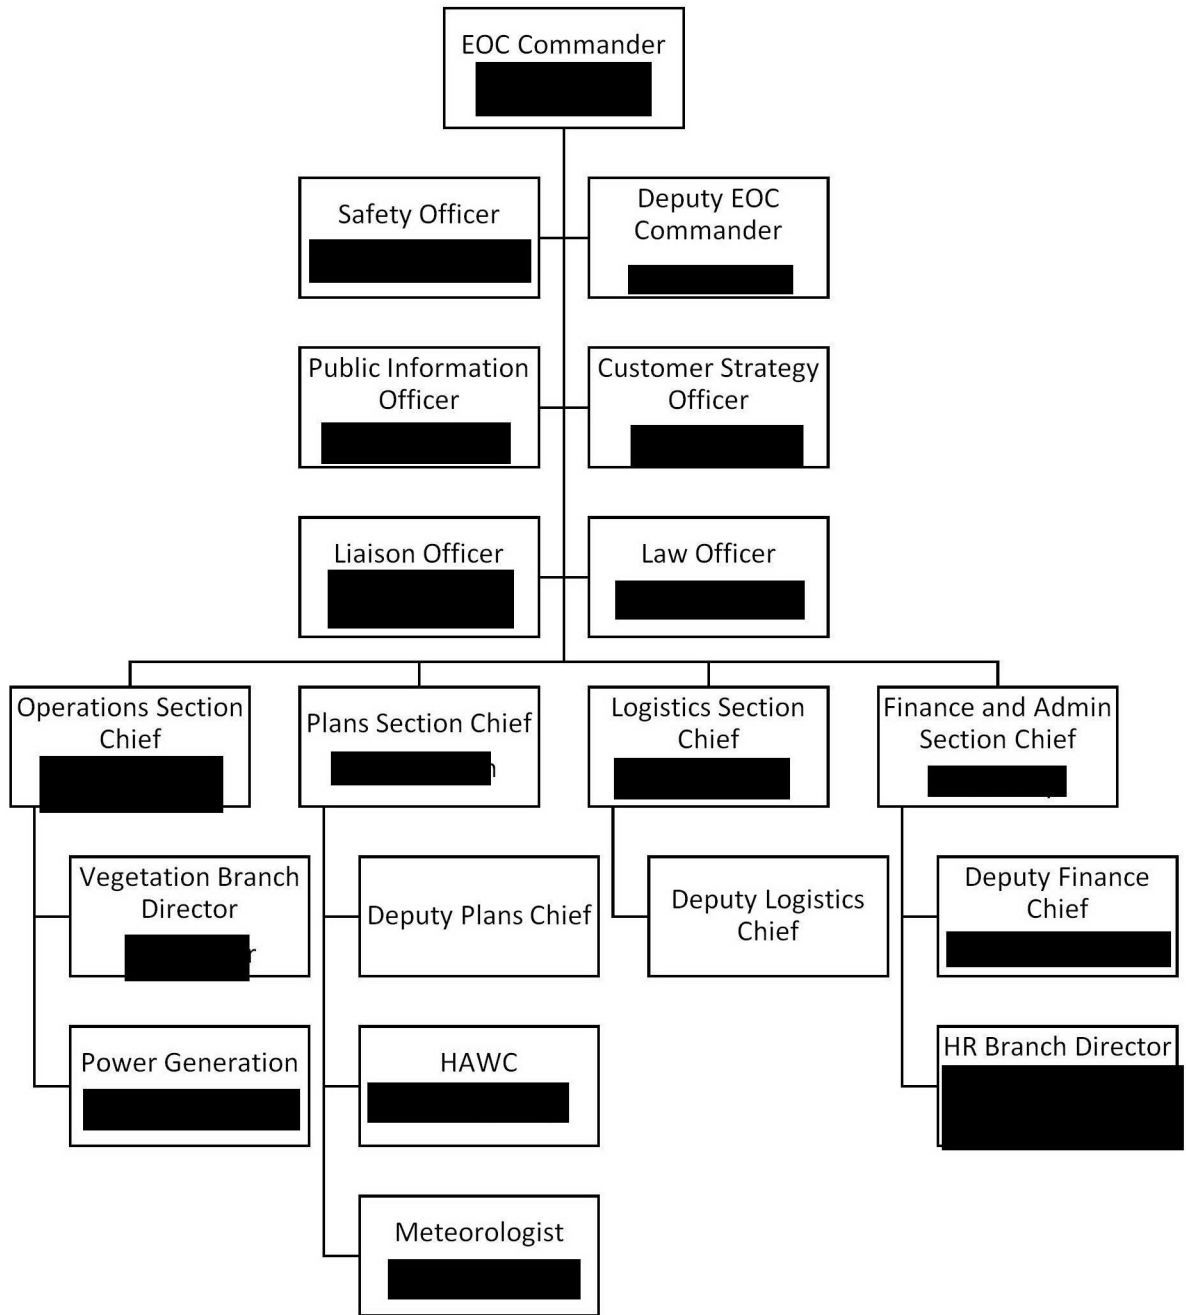 EOC Commander
Safety Officer
Deputy EOC
Commander
Public Information
Officer
Customer Strategy
Officer
Liaison Officer
Law Officer
Operations Section
Chief
Plans Section Chief
Logistics Section
Chief
Finance and Admin
Section Chief
Vegetation Branch
Director
Deputy Plans Chief
Deputy Logistics
Chief
Deputy Finance
Chief
Power Generation
HAWC
HR Branch Director
Meteorologist